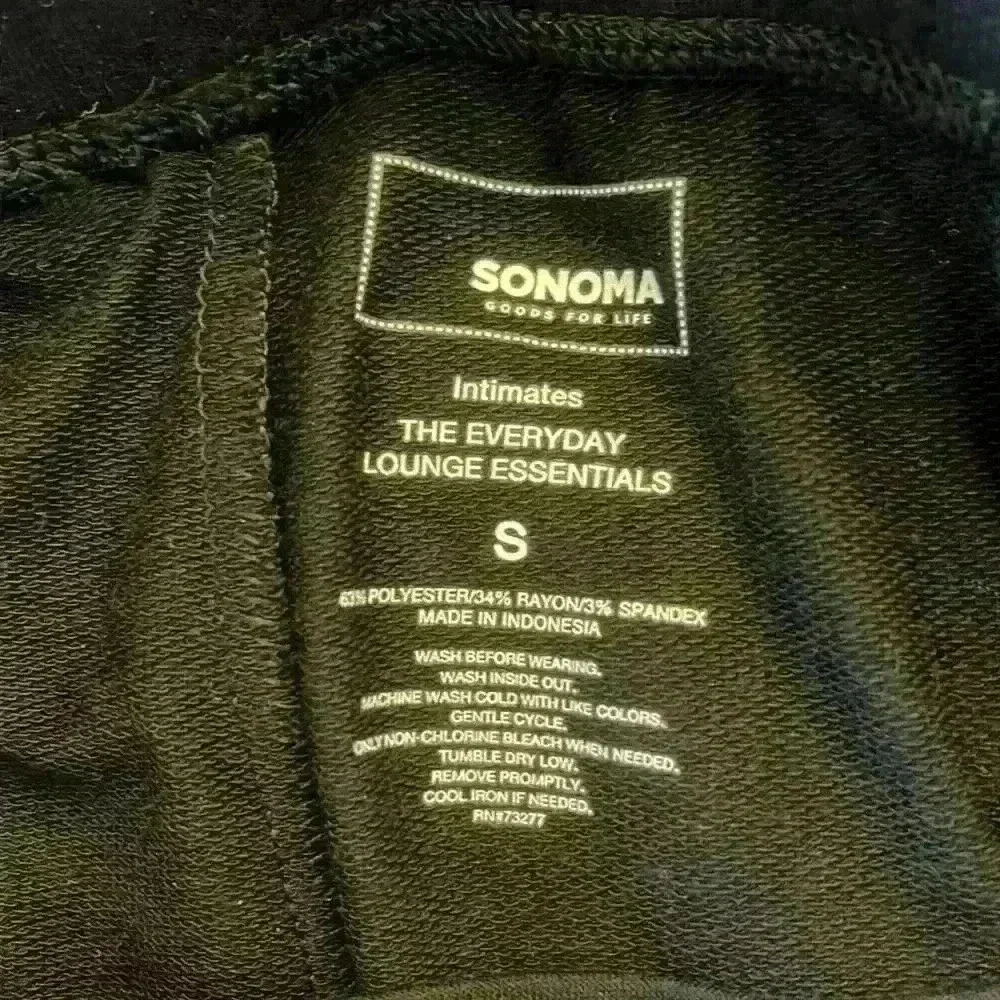 SONOMA
GOODS FOR LIFE
Intimates
THE EVERYDAY
LOUNGE ESSENTIALS
S
63% POLYESTER/34% RAYON/3% SPANDEX
MADE IN INDONESIA
WASH BEFORE WEARING.
WASH INSIDE OUT.
MACHINE WASH COLD WITH LIKE COLORS.
GENTLE CYCLE.
ONLY NON-CHLORINE BLEACH WHEN NEEDED.
TUMBLE DRY LOW.
REMOVE PROMPTLY.
COOL IRON IF NEEDED.
RN#73277